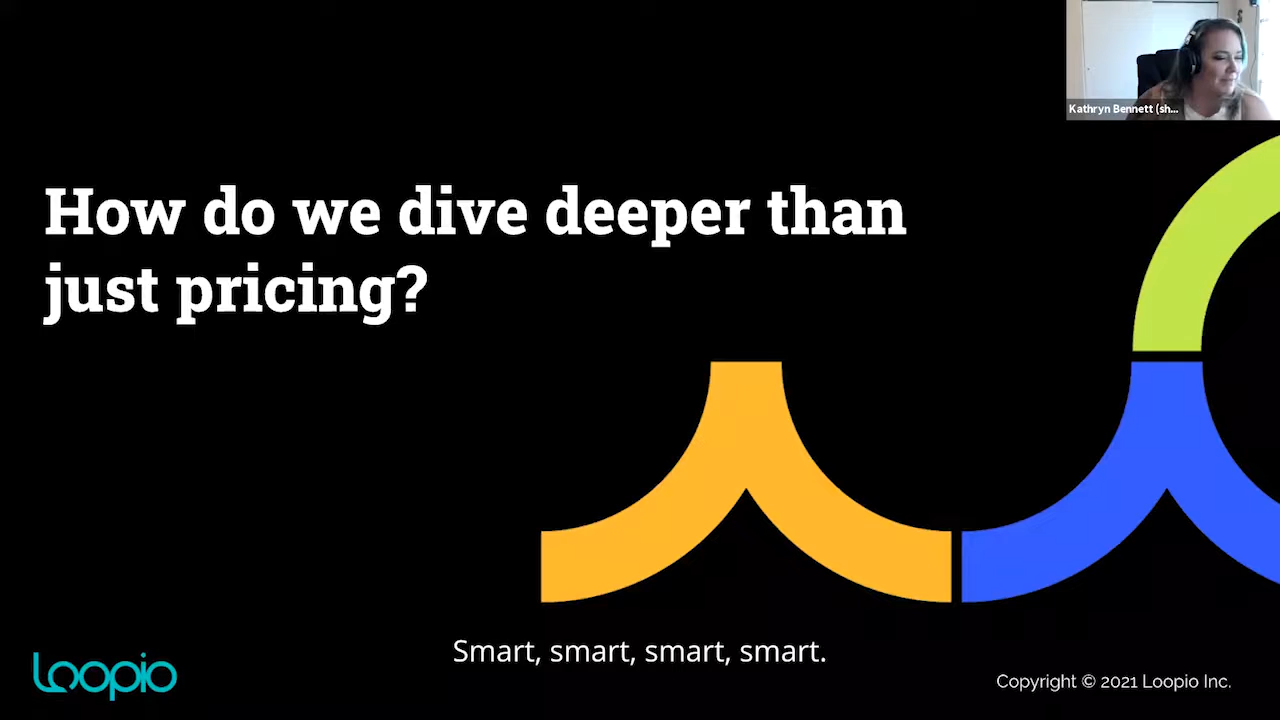 Kathryn Bennett (sh...
How do we dive deeper than
just pricing?
Smart, smart, smart, smart.
Loopio
Copyright © 2021 Loopio Inc.